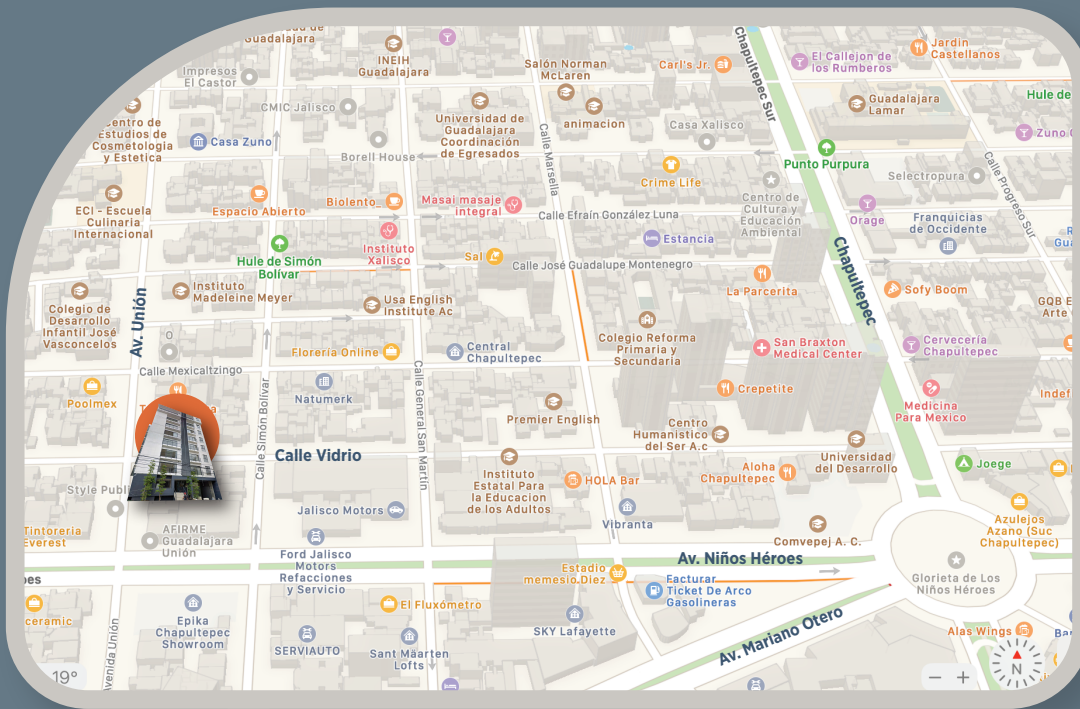 Guadalajara
INEIH
Guadalajara
Salón Norman
McLaren
Carl's Jr.
Chapultepec Sur
El Callejon de
los Rumberos
Jardin
Castellanos
Impresos
El Castor
CMIC Jalisco
Universidad de
Guadalajara
Coordinación
de Egresados
animacion
Casa Xalisco
Guadalajara
Lamar
Hule de
Zuno
Centro de
Estudios de
Cosmetologia
y Estetica
Casa Zuno
Borell House
Calle Marsella
Crime Life
Punto Purpura
Selectropura
Calle Progreso Sur
ECI - Escuela
Culinaria
Internacional
Espacio Abierto
Biolento
Masai masaje
integral
Calle Efraín González Luna
Centro de
Cultura y
Educación
Ambiental
Orage
Franquicias
de Occidente
Hule de Simón
Bolívar
Instituto
Xalisco
Sal
Estancia
Calle José Guadalupe Montenegro
Chapultepec
Colegio de
Desarrollo
Infantil José
Vasconcelos
Av. Unión
Instituto
Madeleine Meyer
Usa English
Institute Ac
La Parcerita
Sofy Boom
GQB E
Arte
Colegio Reforma
Primaria y
Secundaria
San Braxton
Medical Center
Cervecería
Chapultepec
Florería Online
Central
Chapultepec
Calle Mexicaltzingo
Poolmex
Natumerk
Calle Simón Bolívar
Calle General San Martín
Premier English
Crepetite
Medicina
Para Mexico
Indef
Calle Vidrio
Centro
Humanistico
del Ser A.c
Universidad
del Desarrollo
Instituto
Estatal Para
la Educacion
de los Adultos
HOLA Bar
Aloha
Chapultepec
Joege
Style Publ
Jalisco Motors
Vibranta
Comvepej A. C.
Azulejos
Azano (Suc
Chapultepec)
Tintoreria
Everest
AFIRME
Guadalajara
Unión
Ford Jalisco
Motors
Refacciones
y Servicio
Estadio
memesio Diez
Av. Niños Héroes
Facturar
Ticket De Arco
Gasolineras
Glorieta de Los
Niños Héroes
oes
ceramic
Epika
Chapultepec
Showroom
Avenida Unión
El Fluxómetro
SERVIAUTO
Sant Mäarten
Lofts
SKY Lafayette
Av. Mariano Otero
Alas Wings
19°
N